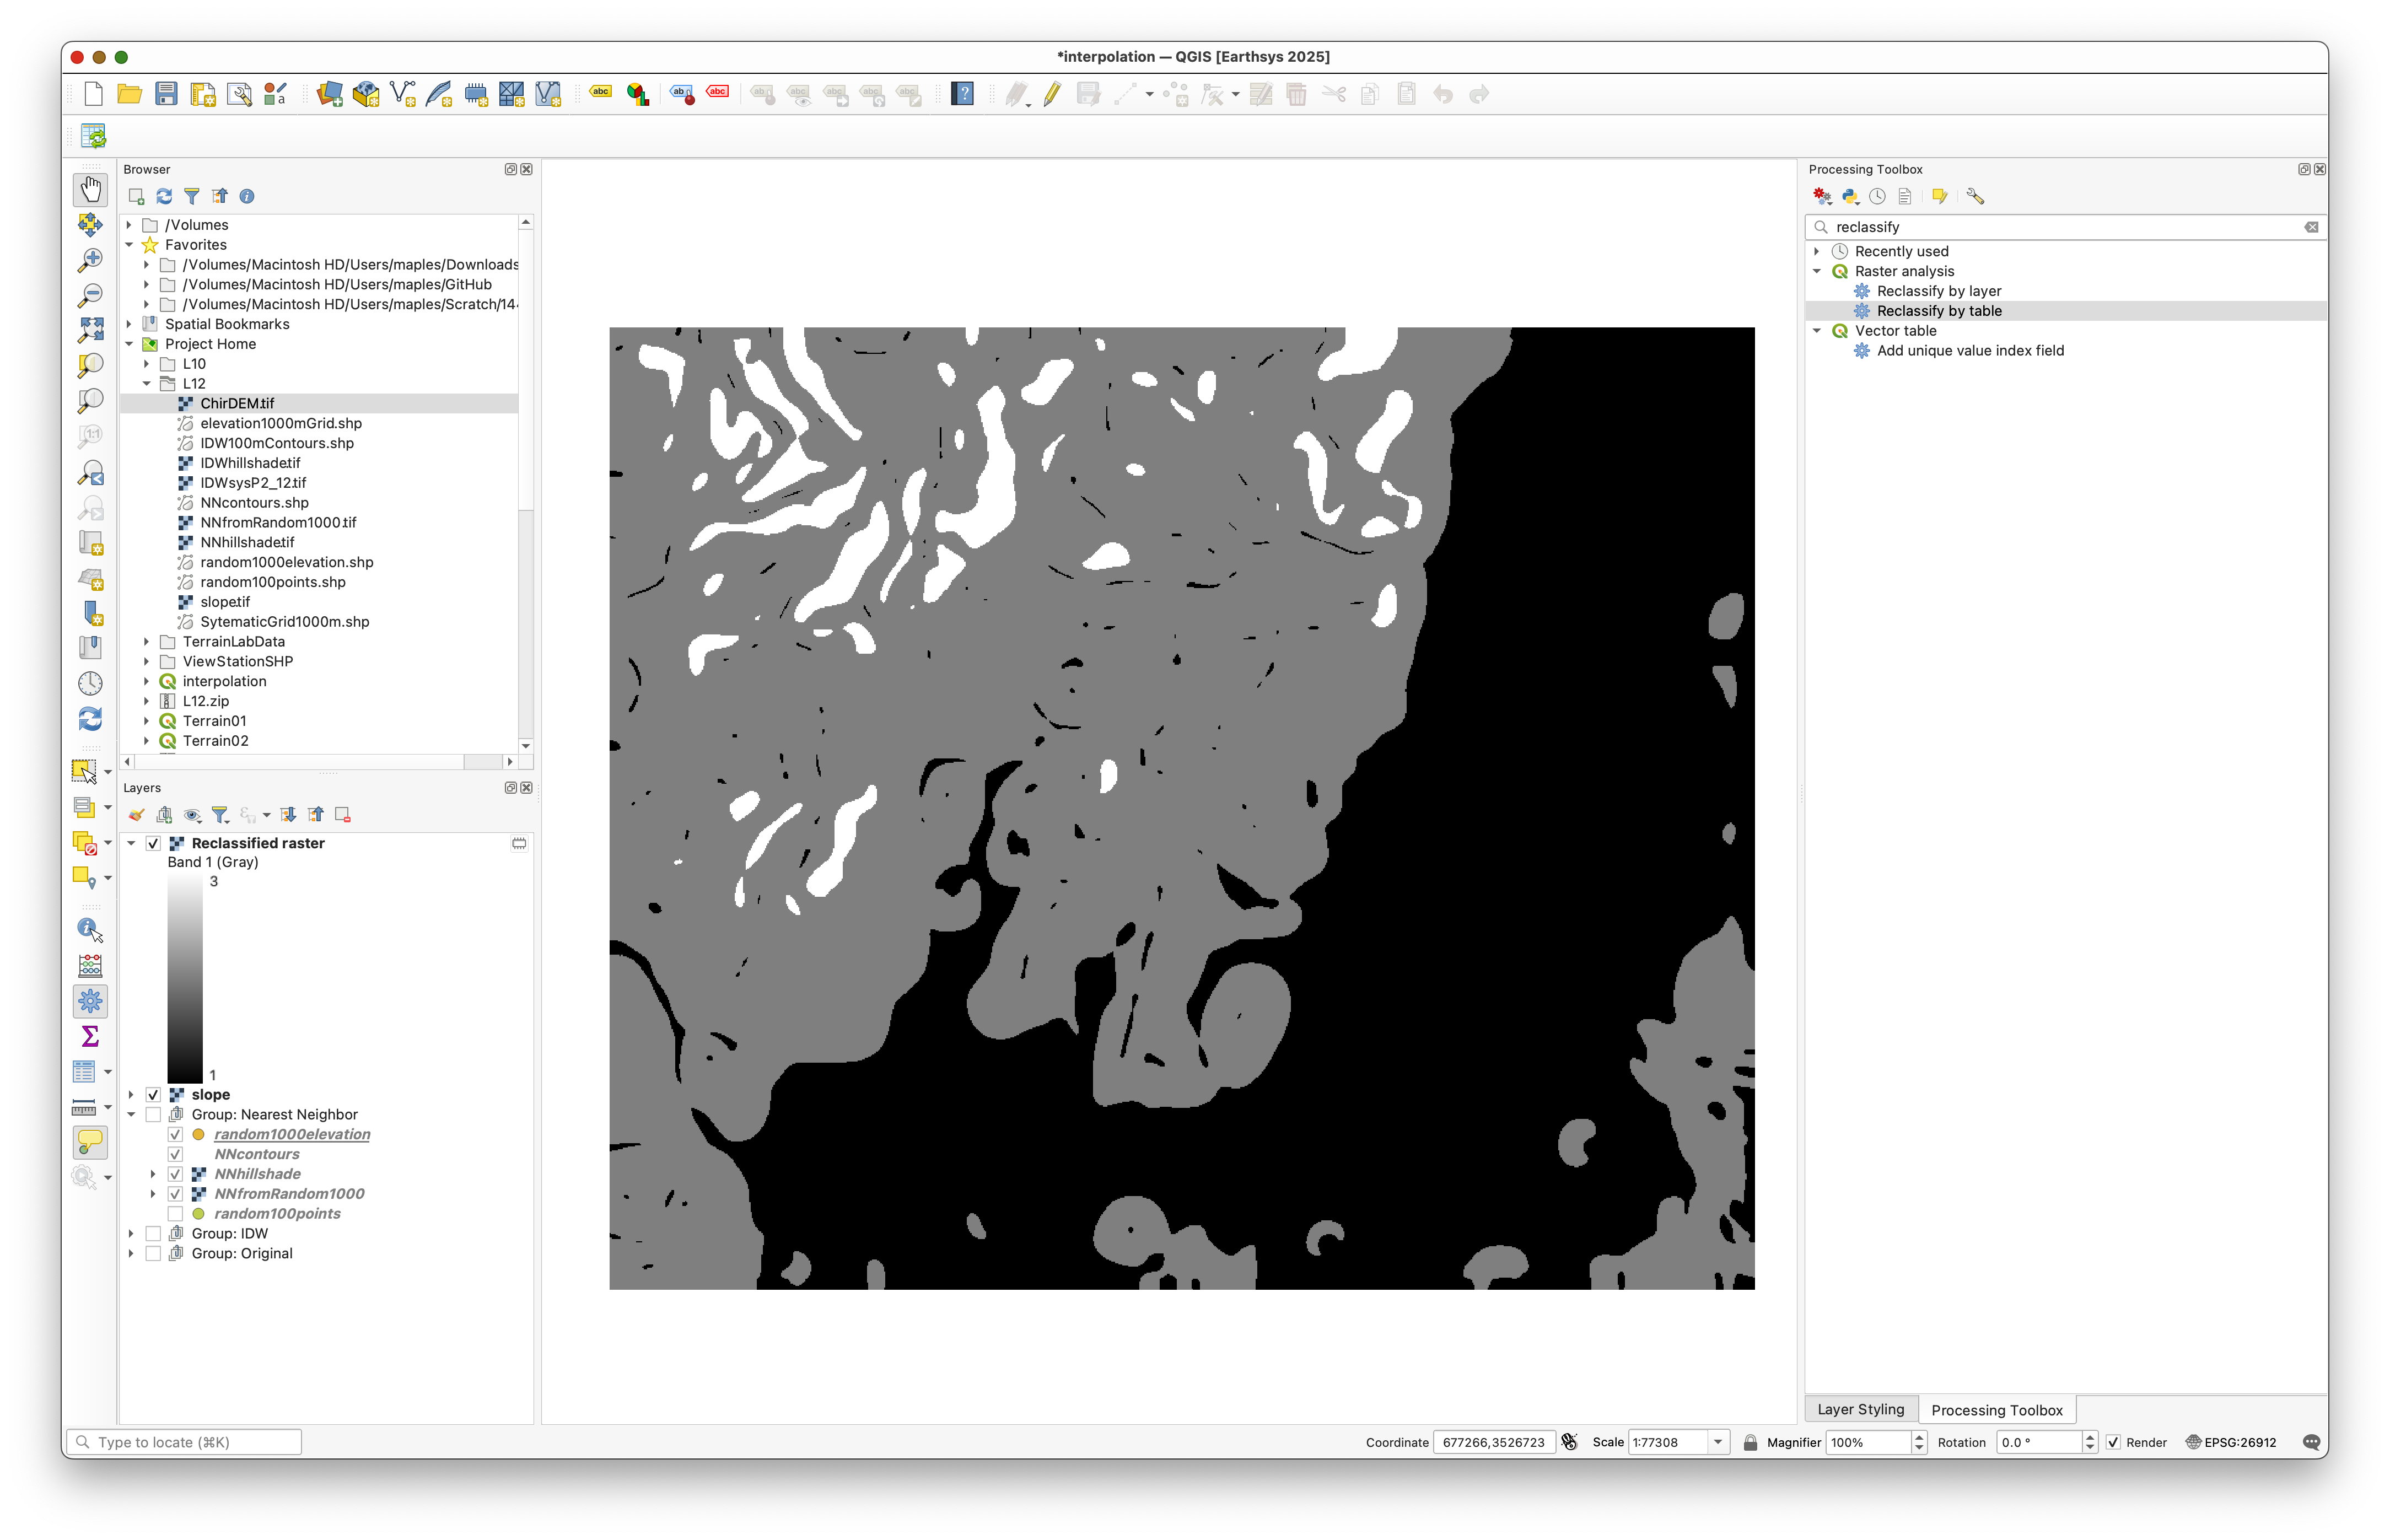 *interpolation — QGIS [Earthsys 2025]
Browser
/Volumes
Favorites
/Volumes/Macintosh HD/Users/maples/Downloads
/Volumes/Macintosh HD/Users/maples/GitHub
/Volumes/Macintosh HD/Users/maples/Scratch/14
Spatial Bookmarks
Project Home
L10
L12
ChirDEM.tif
elevation1000mGrid.shp
IDW100mContours.shp
IDWhillshade.tif
IDWsysP2_12.tif
NNcontours.shp
NNfromRandom1000.tif
NNhillshade.tif
random1000elevation.shp
random100points.shp
slope.tif
SytematicGrid1000m.shp
TerrainLabData
ViewStationSHP
interpolation
L12.zip
Terrain01
Terrain02
Layers
Reclassified raster
Band 1 (Gray)
3
1
slope
Group: Nearest Neighbor
random1000elevation
NNcontours
NNhillshade
NNfromRandom1000
random100points
Group: IDW
Group: Original
Processing Toolbox
reclassify
Recently used
Raster analysis
Reclassify by layer
Reclassify by table
Vector table
Add unique value index field
Layer Styling
Processing Toolbox
Type to locate (⌘K)
Coordinate 677266,3526723 Scale 1:77308 Magnifier 100% Rotation 0.0 ° Render EPSG:26912